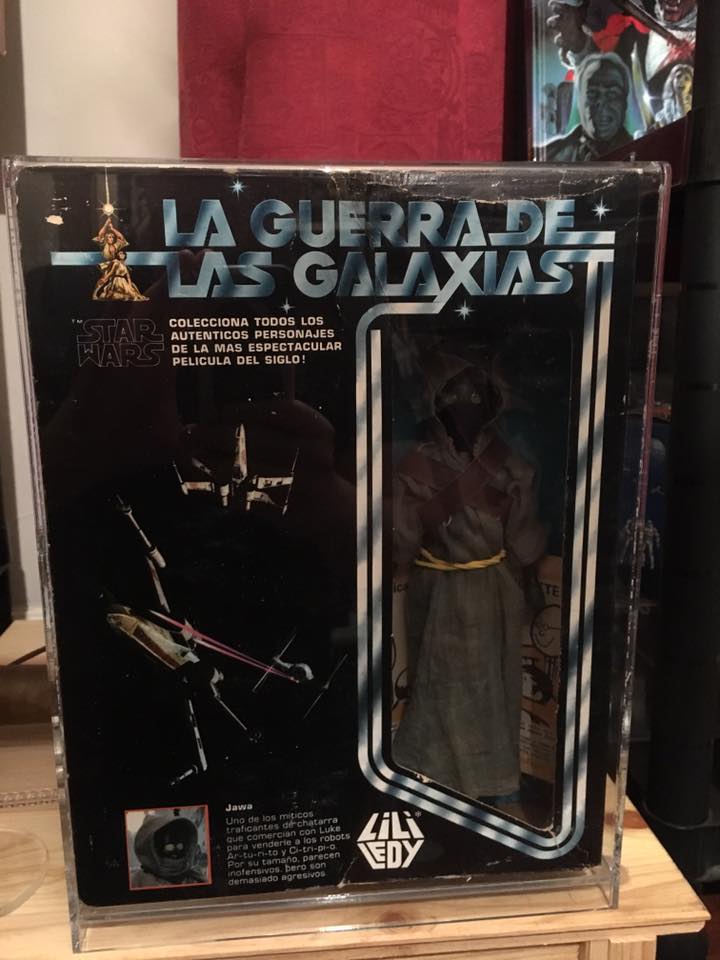 LA GUERRA DE
LAS GALAXIAS
TM
STAR
WARS
COLECCIONA TODOS LOS
AUTENTICOS PERSONAJES
DE LA MAS ESPECTACULAR
PELICULA DEL SIGLO!
Jawa
Uno de los miticos
traficantes de chatarra
que comercian con Luke
para venderle a los robots
Ar-tu-ri-to y Ci-tri-pi-o.
Por su tamaño, parecen
inofensivos, pero son
demasiado agresivos
LiLi
LEDY
®